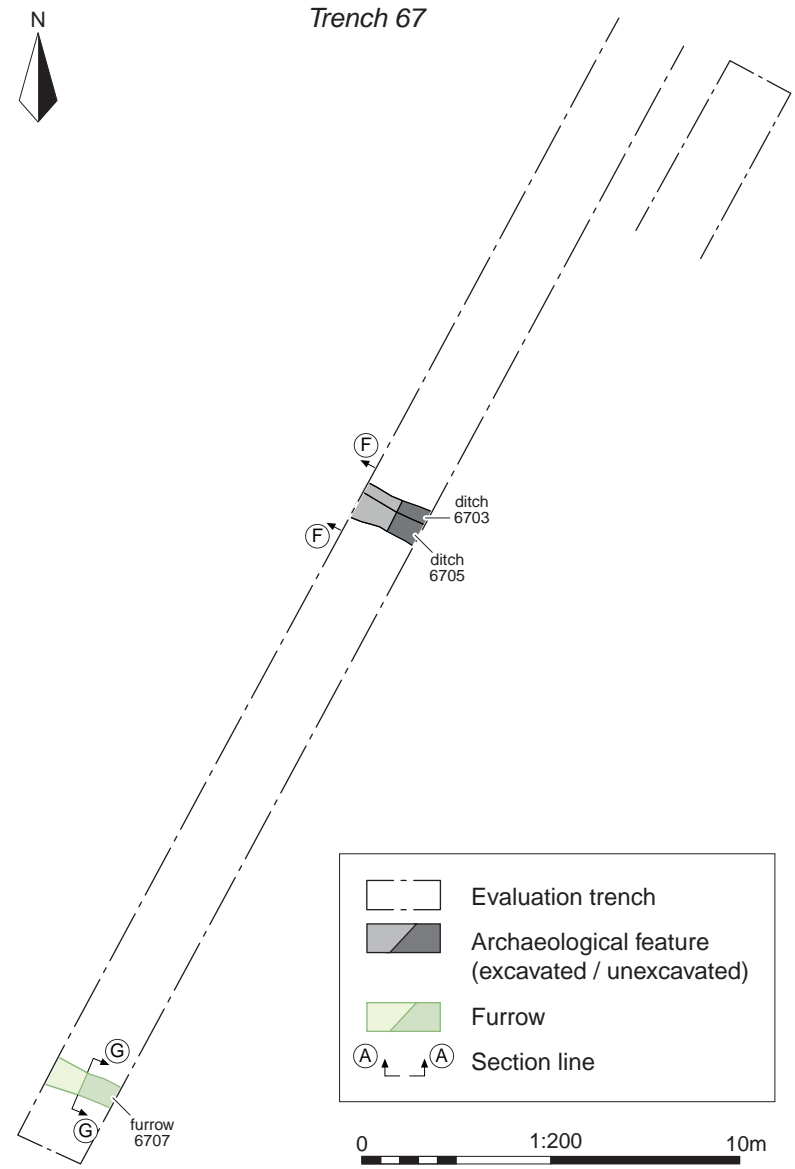 Trench 67
N
F
F
ditch
6703
ditch
6705
G
G
furrow
6707
Evaluation trench
Archaeological feature
(excavated / unexcavated)
Furrow
A A Section line
0 1:200 10m